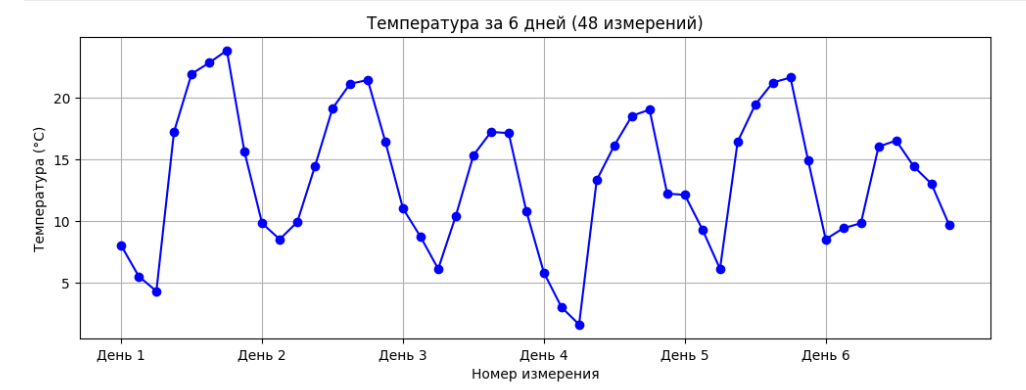 Температура за 6 дней (48 измерений)
Температура (°C)
20
15
10
5
День 1 День 2 День 3 День 4 День 5 День 6
Номер измерения